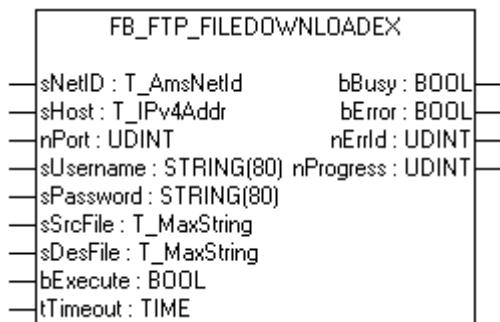 FB_FTP_FILEDOWNLOADEX
sNetID : T_AmsNetId bBusy : BOOL
sHost : T_IPv4Addr bError : BOOL
nPort : UDINT nErrId : UDINT
sUsername : STRING(80) nProgress : UDINT
sPassword : STRING(80)
sSrcFile : T_MaxString
sDesFile : T_MaxString
bExecute : BOOL
tTimeout : TIME